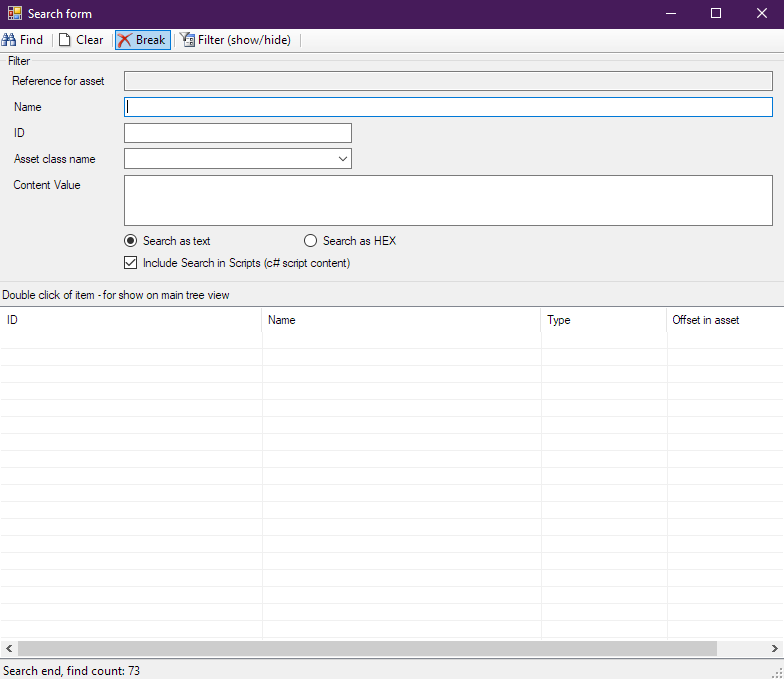 Search form
Find Clear Break Filter (show/hide)
Filter
Reference for asset
Name
ID
Asset class name
Content Value
Search as text Search as HEX
Include Search in Scripts (c# script content)
Double click of item - for show on main tree view
ID Name Type Offset in asset
Search end, find count: 73